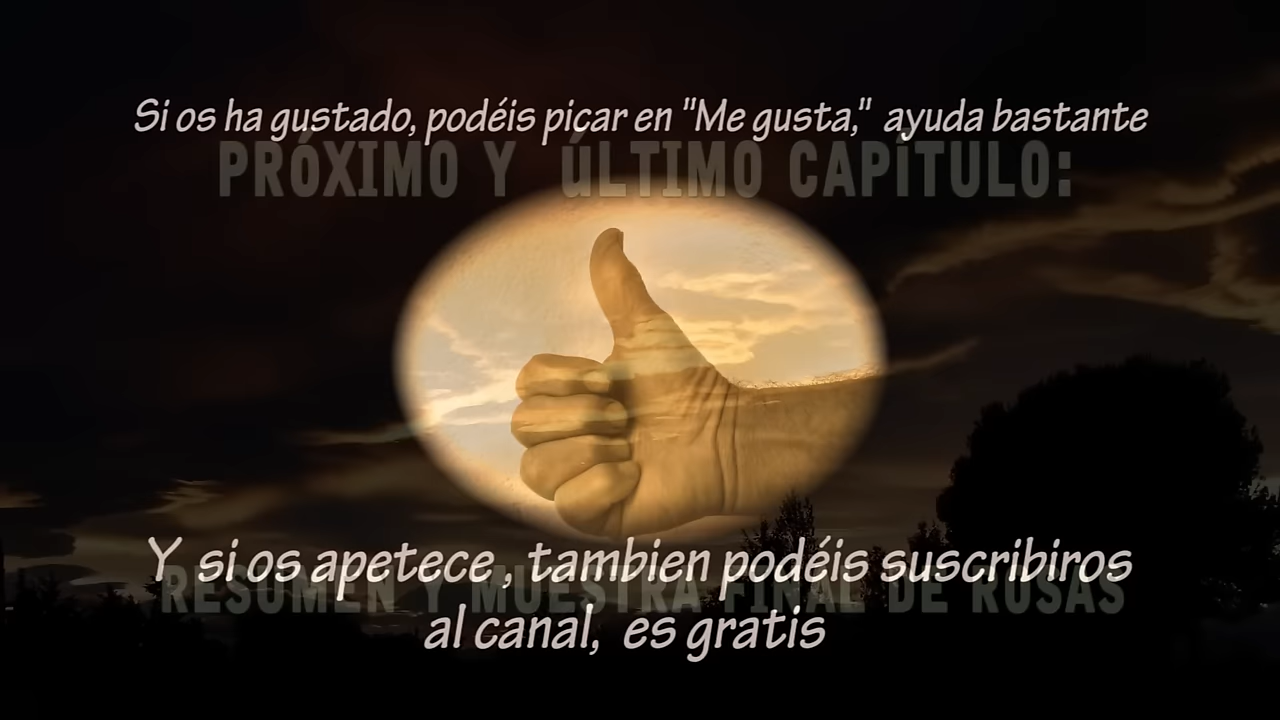 Si os ha gustado, podéis picar en "Me gusta," ayuda bastante
PRÓXIMO Y úLTIMO CAPÍTULO:
Y si os apetece , tambien podéis suscribiros
RESUMEN Y MUESTRA FINAL DE ROSAS
al canal, es gratis